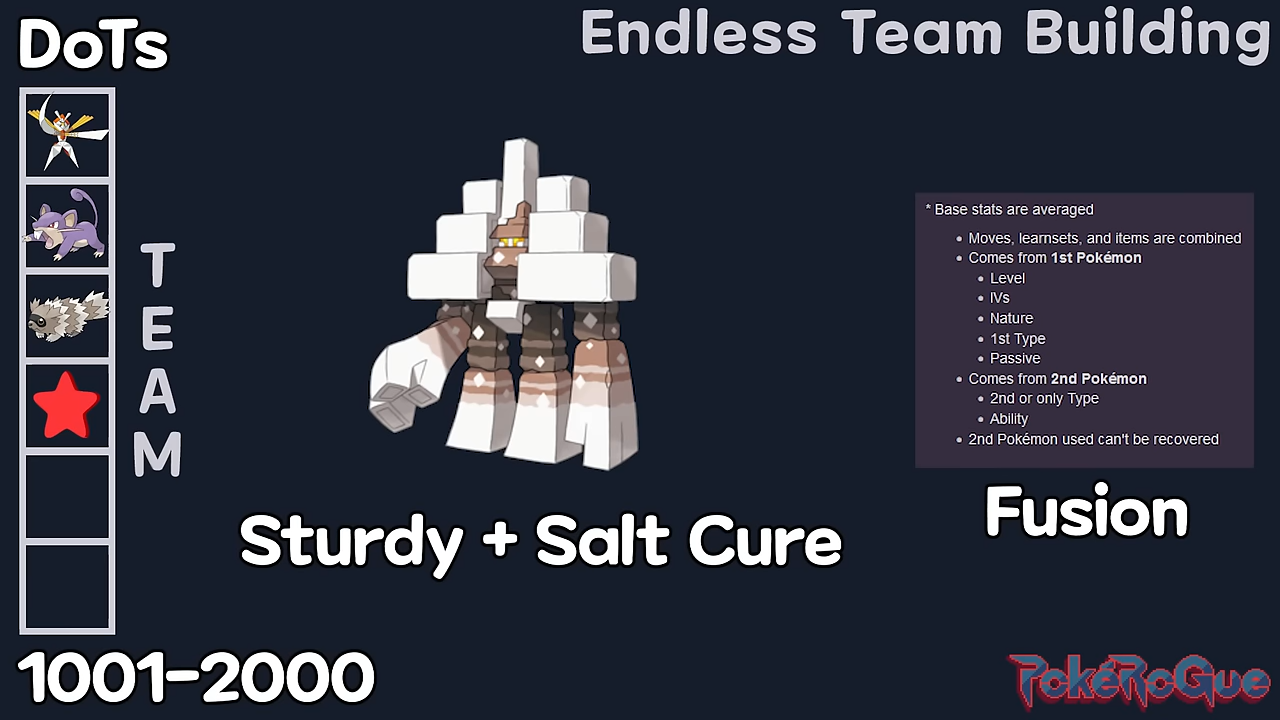 DoTs
Endless Team Building
TEAM
* Base stats are averaged
Moves, learnsets, and items are combined
Comes from 1st Pokémon
Level
IVs
Nature
1st Type
Passive
Comes from 2nd Pokémon
2nd or only Type
Ability
2nd Pokémon used can't be recovered
Fusion
Sturdy + Salt Cure
1001-2000
PokéRoGue